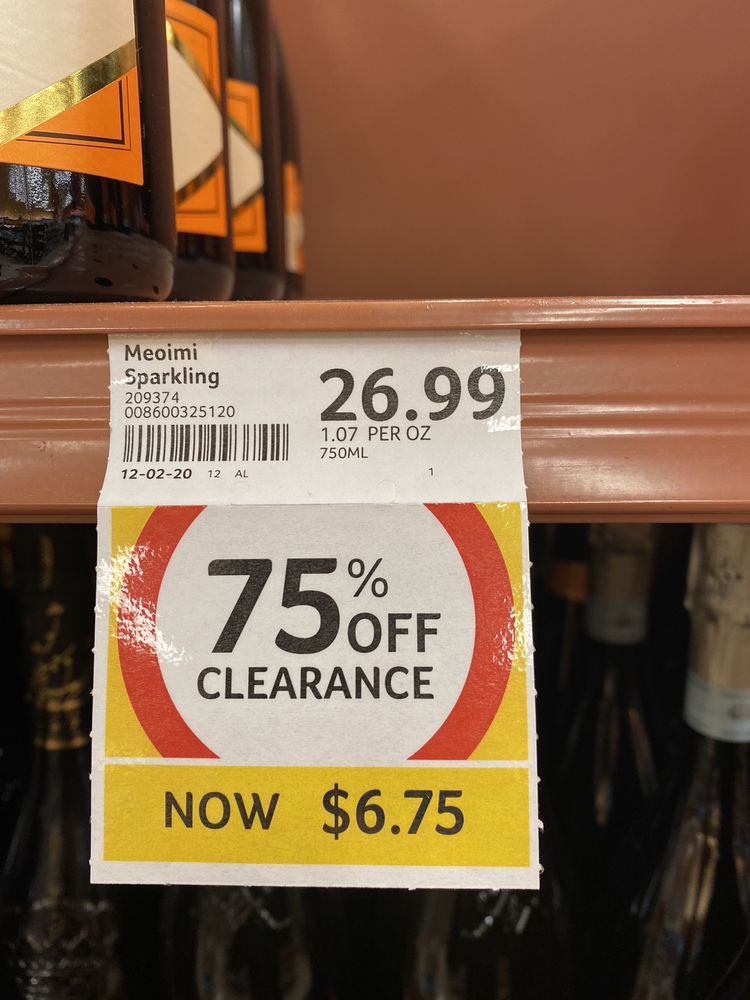 Meoimi
Sparkling
209374
008600325120
26.99
1.07 PER OZ
750ML
12-02-20 12 AL 1
75%
OFF
CLEARANCE
NOW $6.75